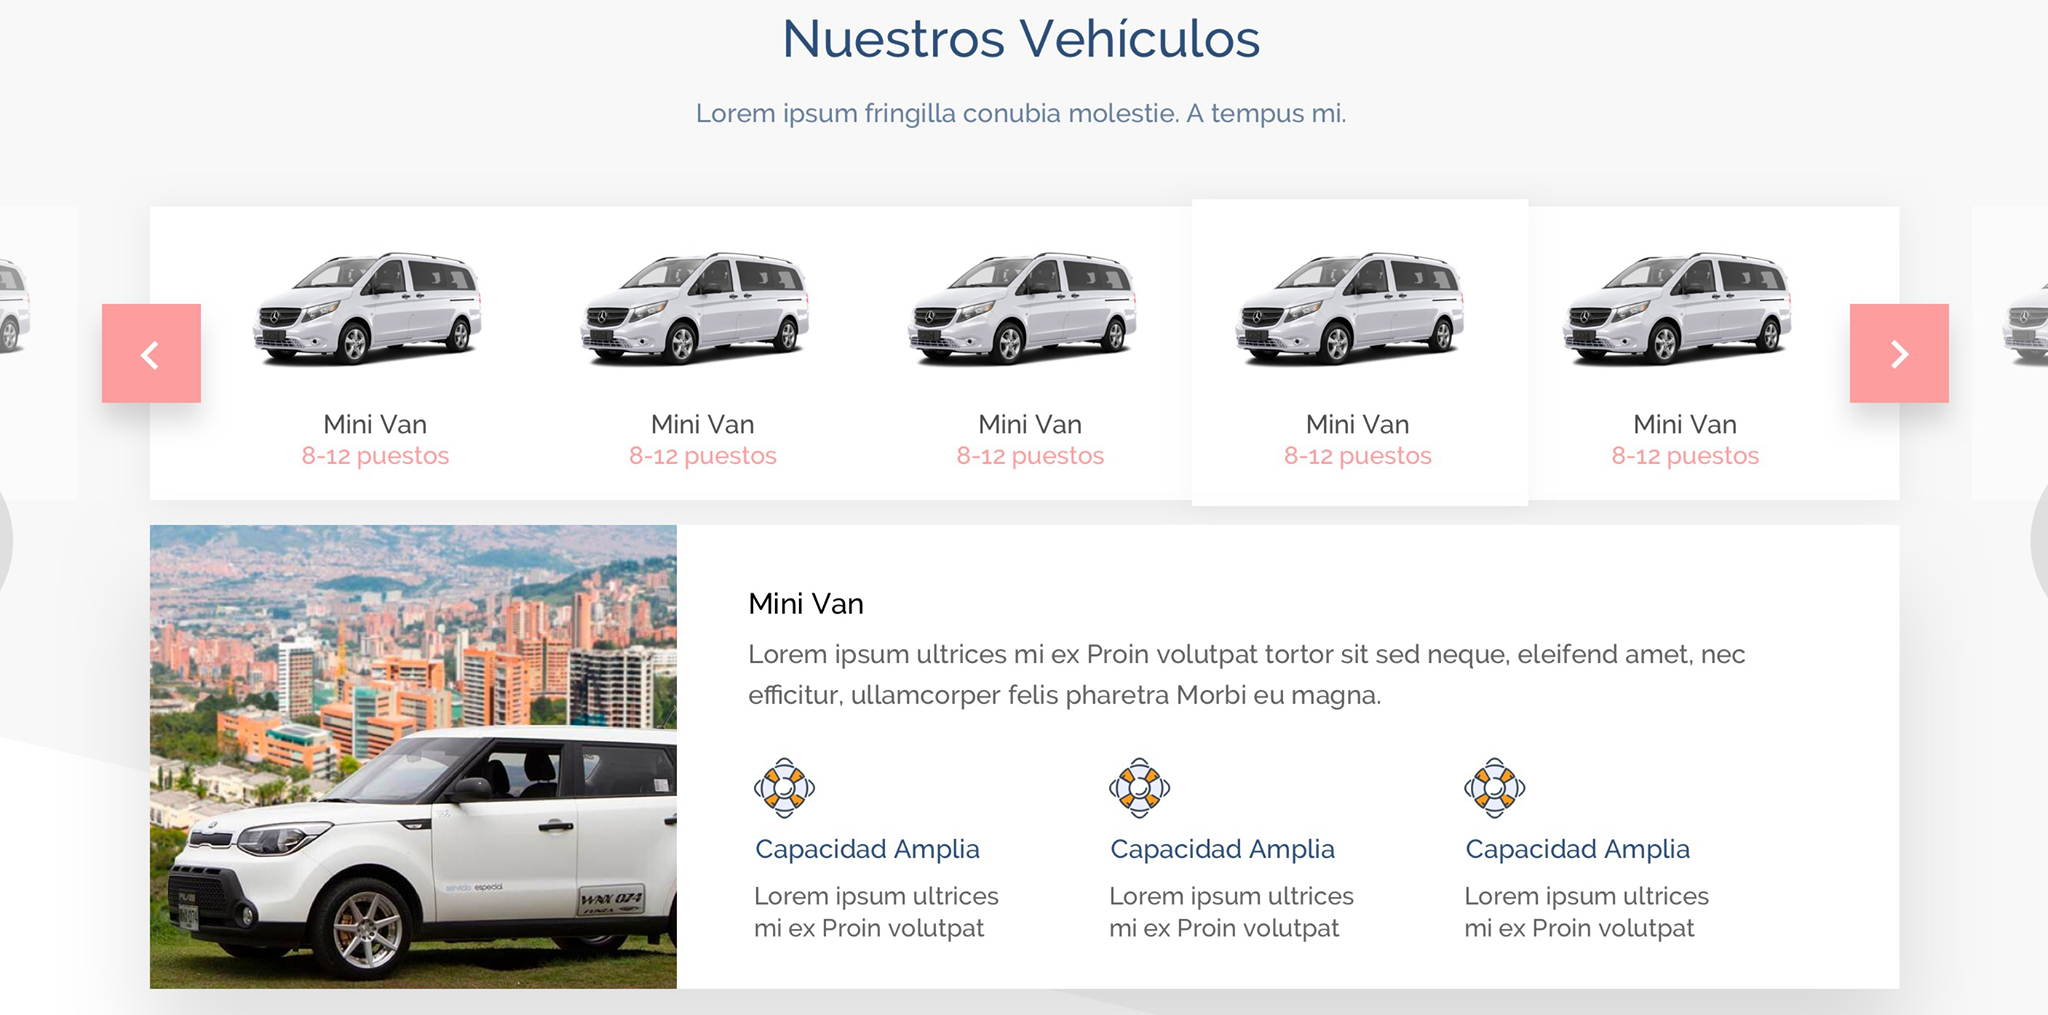 Nuestros Vehículos
Lorem ipsum fringilla conubia molestie. A tempus mi.
Mini Van
8-12 puestos
Mini Van
8-12 puestos
Mini Van
8-12 puestos
Mini Van
8-12 puestos
Mini Van
8-12 puestos
Mini Van
Lorem ipsum ultrices mi ex Proin volutpat tortor sit sed neque, eleifend amet, nec
efficitur, ullamcorper felis pharetra Morbi eu magna.
Capacidad Amplia
Lorem ipsum ultrices
mi ex Proin volutpat
Capacidad Amplia
Lorem ipsum ultrices
mi ex Proin volutpat
Capacidad Amplia
Lorem ipsum ultrices
mi ex Proin volutpat
servicio especial
WNX 074